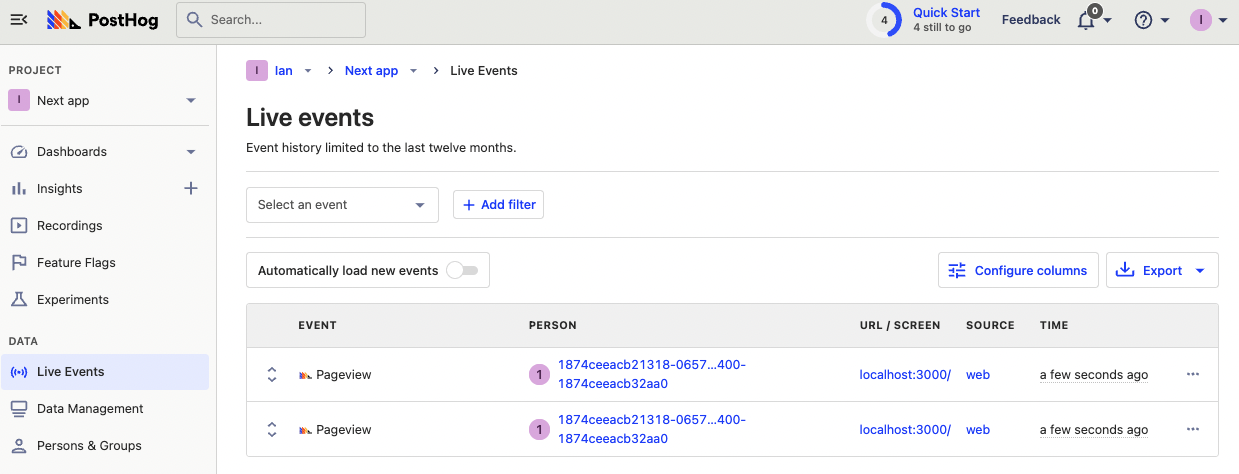 PostHog
Search...
4
Quick Start
4 still to go
Feedback
0
I
PROJECT
I
Next app
Dashboards
Insights
Recordings
Feature Flags
Experiments
DATA
Live Events
Data Management
Persons & Groups
I Ian > Next app > Live Events
Live events
Event history limited to the last twelve months.
Select an event
+ Add filter
Automatically load new events
Configure columns
Export
EVENT PERSON URL / SCREEN SOURCE TIME
Pageview 1 1874ceeacb21318-0657...400-
1874ceeacb32aa0 localhost:3000/ web a few seconds ago ...
Pageview 1 1874ceeacb21318-0657...400-
1874ceeacb32aa0 localhost:3000/ web a few seconds ago ...